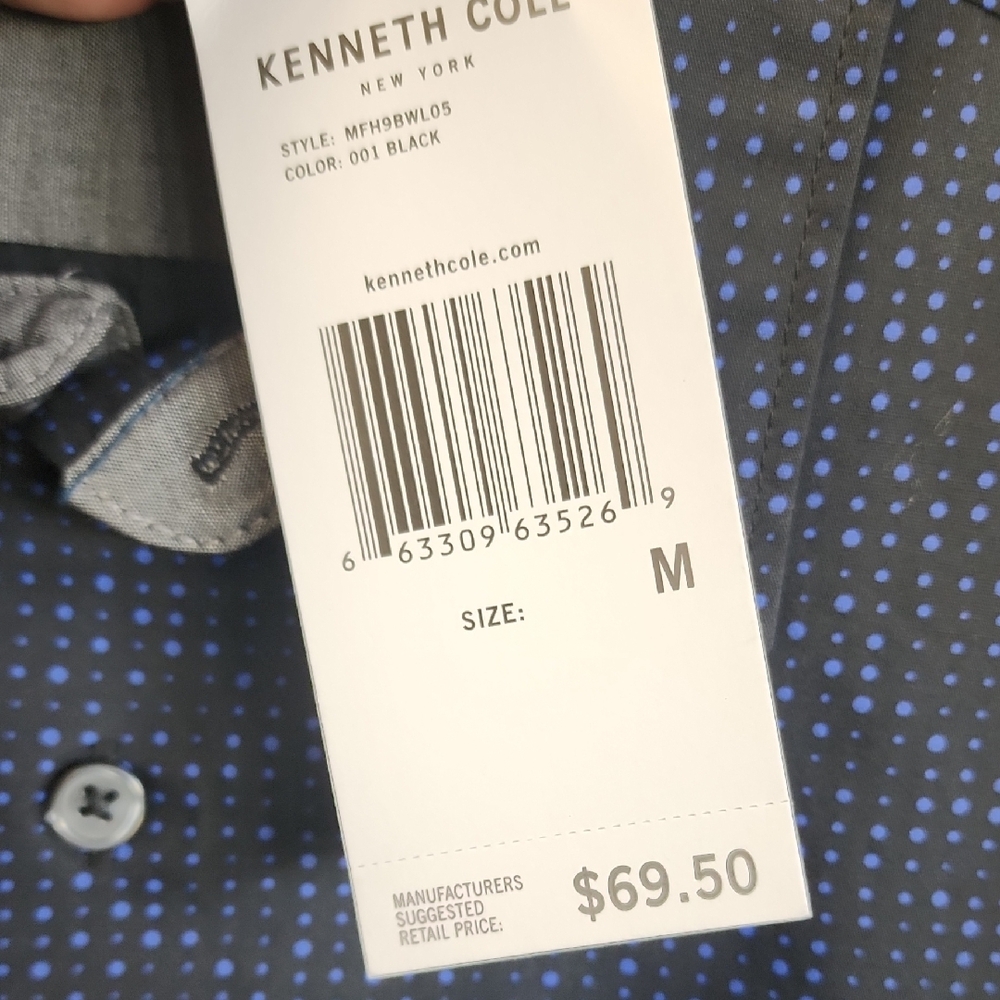 KENNETH COLE
NEW YORK
STYLE: MFH9BWL05
COLOR: 001 BLACK
kennethcole.com
6 63309 63526 9
M
SIZE:
MANUFACTURERS
SUGGESTED
RETAIL PRICE:
$69.50